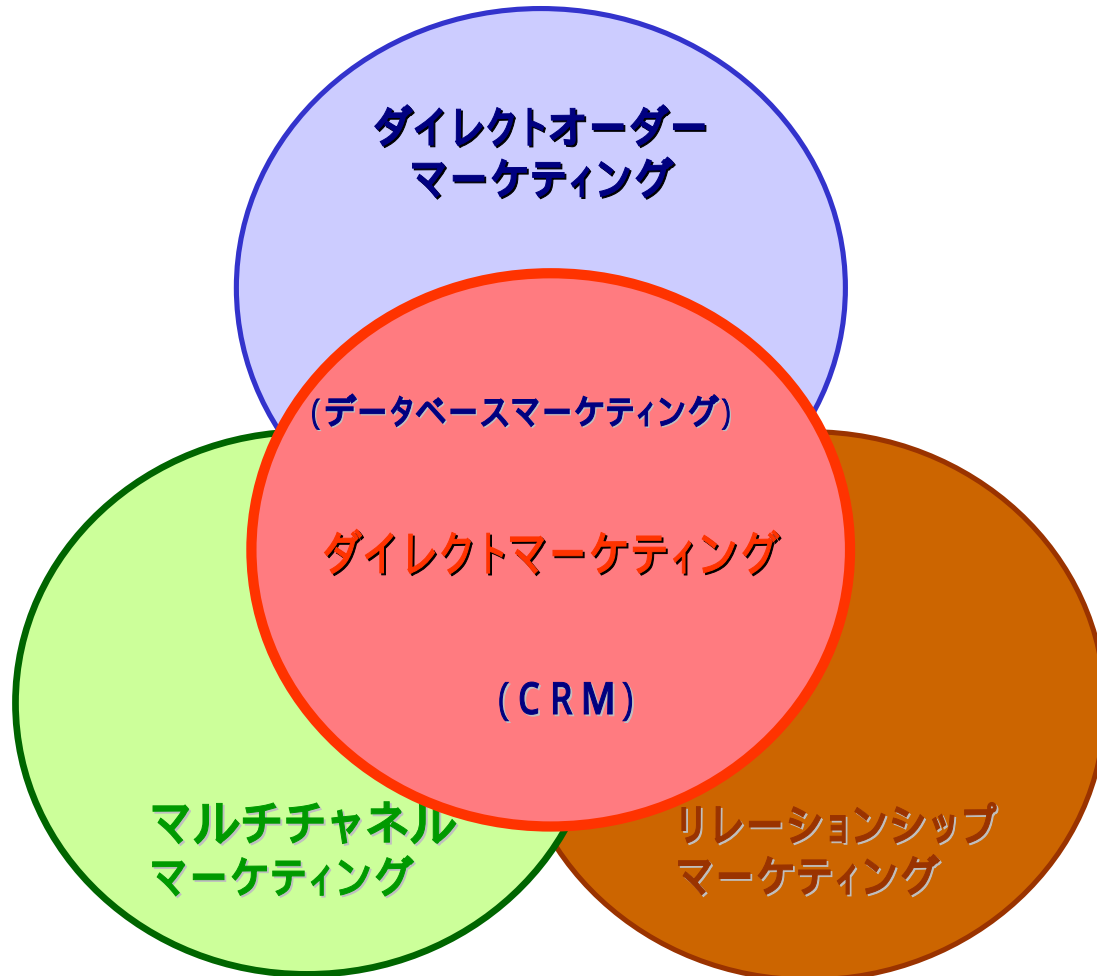 ダイレクトオーダー
マーケティング
(データベースマーケティング)
ダイレクトマーケティング
(CRM)
マルチチャネル
マーケティング
リレーションシップ
マーケティング